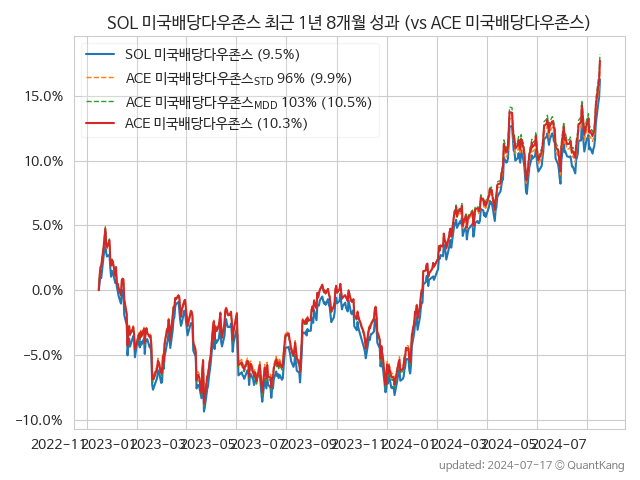 SOL 미국배당다우존스 최근 1년 8개월 성과 (vs ACE 미국배당다우존스)
SOL 미국배당다우존스 (9.5%)
ACE 미국배당다우존스STD 96% (9.9%)
ACE 미국배당다우존스MDD 103% (10.5%)
ACE 미국배당다우존스 (10.3%)
15.0%
10.0%
5.0%
0.0%
−5.0%
−10.0%
2022-11 2023-01 2023-03 2023-05 2023-07 2023-09 2023-11 2024-01 2024-03 2024-05 2024-07
updated: 2024-07-17 © QuantKang